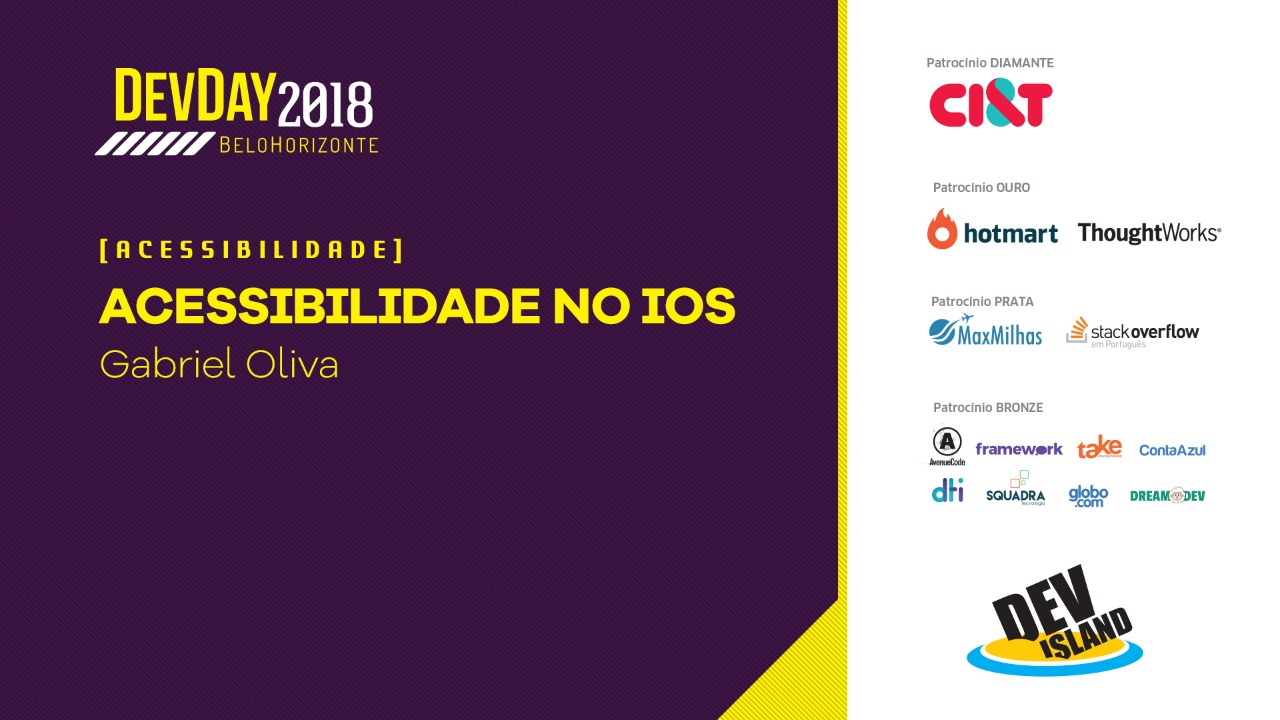 DEVDAY2018
BELOHORIZONTE
[ACESSIBILIDADE]
ACESSIBILIDADE NO IOS
Gabriel Oliva
Patrocínio DIAMANTE
CI&T
Patrocínio OURO
hotmart ThoughtWorks®
Patrocínio PRATA
MaxMilhas stackoverflow
em Português
Patrocínio BRONZE
A
AvenueCode framework take ContaAzul
dti SQUADRA globo DREAM DEV
tecnologia .com
DEV
ISLAND